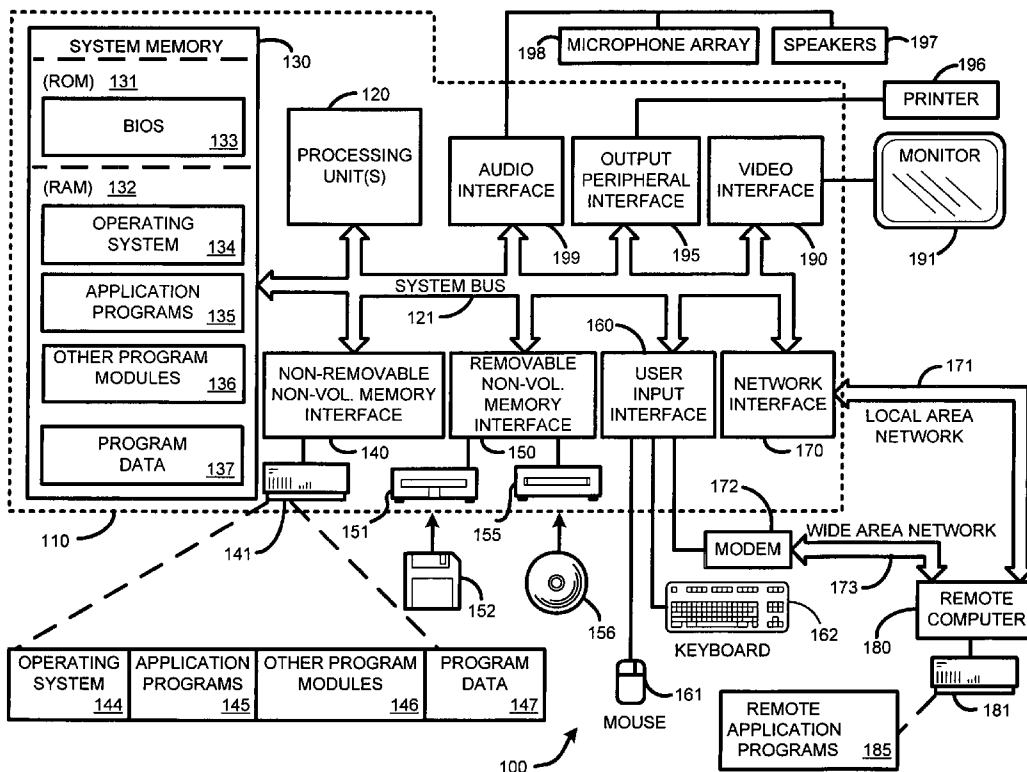 SYSTEM MEMORY
130
(ROM) 131
BIOS
133
(RAM) 132
OPERATING
SYSTEM
134
APPLICATION
PROGRAMS
135
OTHER PROGRAM
MODULES
136
PROGRAM
DATA
137
120
PROCESSING
UNIT(S)
198
MICROPHONE ARRAY
SPEAKERS
197
196
PRINTER
AUDIO
INTERFACE
199
OUTPUT
PERIPHERAL
INTERFACE
195
VIDEO
INTERFACE
190
MONITOR
191
SYSTEM BUS
121
NON-REMOVABLE
NON-VOL. MEMORY
INTERFACE
140
REMOVABLE
NON-VOL.
MEMORY
INTERFACE
150
160
USER
INPUT
INTERFACE
NETWORK
INTERFACE
170
171
LOCAL AREA
NETWORK
110
141
151
152
155
156
172
MODEM
WIDE AREA NETWORK
173
162
KEYBOARD
161
MOUSE
180
REMOTE
COMPUTER
181
REMOTE
APPLICATION
PROGRAMS
185
OPERATING
SYSTEM
144
APPLICATION
PROGRAMS
145
OTHER PROGRAM
MODULES
146
PROGRAM
DATA
147
100